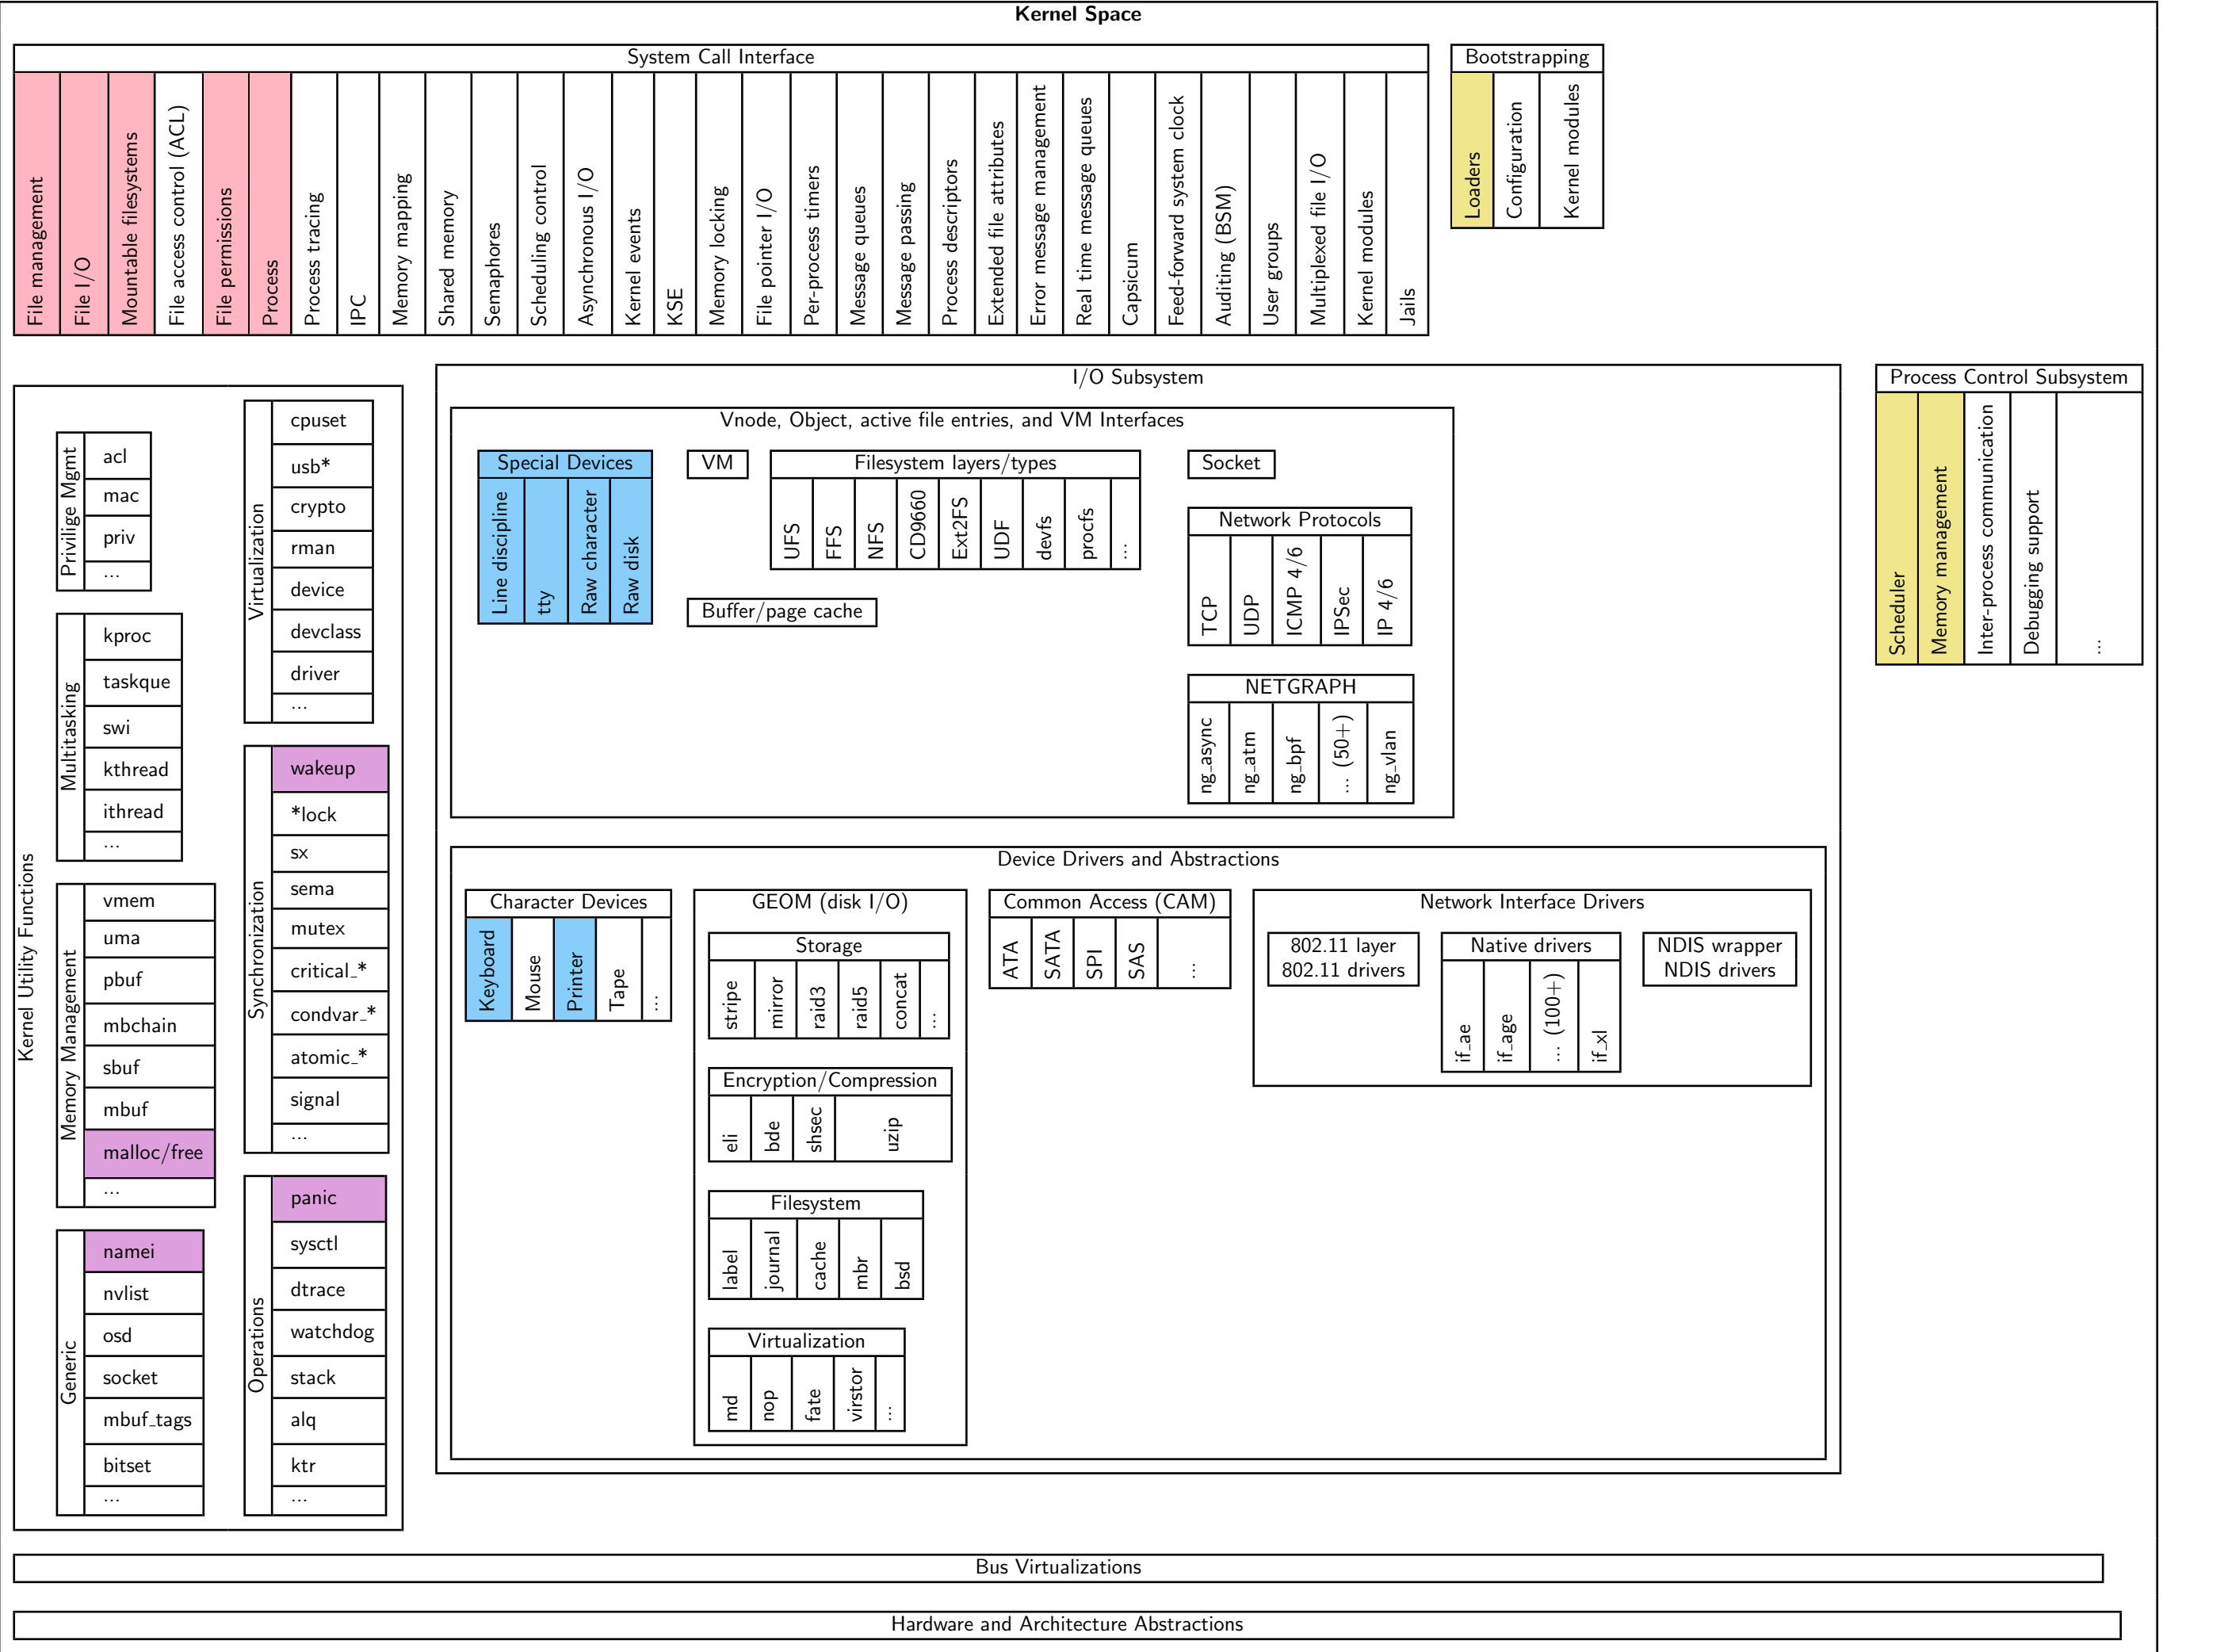 Kernel Space
System Call Interface
File management
File I/O
Mountable filesystems
File access control (ACL)
File permissions
Process
Process tracing
IPC
Memory mapping
Shared memory
Semaphores
Scheduling control
Asynchronous I/O
Kernel events
KSE
Memory locking
File pointer I/O
Per-process timers
Message queues
Message passing
Process descriptors
Extended file attributes
Error message management
Real time message queues
Capsicum
Feed-forward system clock
Auditing (BSM)
User groups
Multiplexed file I/O
Kernel modules
Jails
Bootstrapping
Loaders
Configuration
Kernel modules
Kernel Utility Functions
Privilige Mgmt
acl
mac
priv
...
Multitasking
kproc
taskque
swi
kthread
ithread
...
Memory Management
vmem
uma
pbuf
mbchain
sbuf
mbuf
malloc/free
...
Generic
namei
nvlist
osd
socket
mbuf_tags
bitset
...
Virtualization
cpuset
usb*
crypto
rman
device
devclass
driver
...
Synchronization
wakeup
*lock
sx
sema
mutex
critical_*
condvar_*
atomic_*
signal
...
Operations
panic
sysctl
dtrace
watchdog
stack
alq
ktr
...
I/O Subsystem
Vnode, Object, active file entries, and VM Interfaces
Special Devices
Line discipline
tty
Raw character
Raw disk
VM
Filesystem layers/types
UFS
FFS
NFS
CD9660
Ext2FS
UDF
devfs
procfs
...
Buffer/page cache
Socket
Network Protocols
TCP
UDP
ICMP 4/6
IPSec
IP 4/6
NETGRAPH
ng_async
ng_atm
ng_bpf
... (50+)
ng_vlan
Device Drivers and Abstractions
Character Devices
Keyboard
Mouse
Printer
Tape
...
GEOM (disk I/O)
Storage
stripe
mirror
raid3
raid5
concat
...
Encryption/Compression
eli
bde
shsec
uzip
Filesystem
label
journal
cache
mbr
bsd
Virtualization
md
nop
fate
virstor
...
Common Access (CAM)
ATA
SATA
SPI
SAS
...
Network Interface Drivers
802.11 layer
802.11 drivers
Native drivers
if_ae
if_age
... (100+)
if_xl
NDIS wrapper
NDIS drivers
Process Control Subsystem
Scheduler
Memory management
Inter-process communication
Debugging support
...
Bus Virtualizations
Hardware and Architecture Abstractions